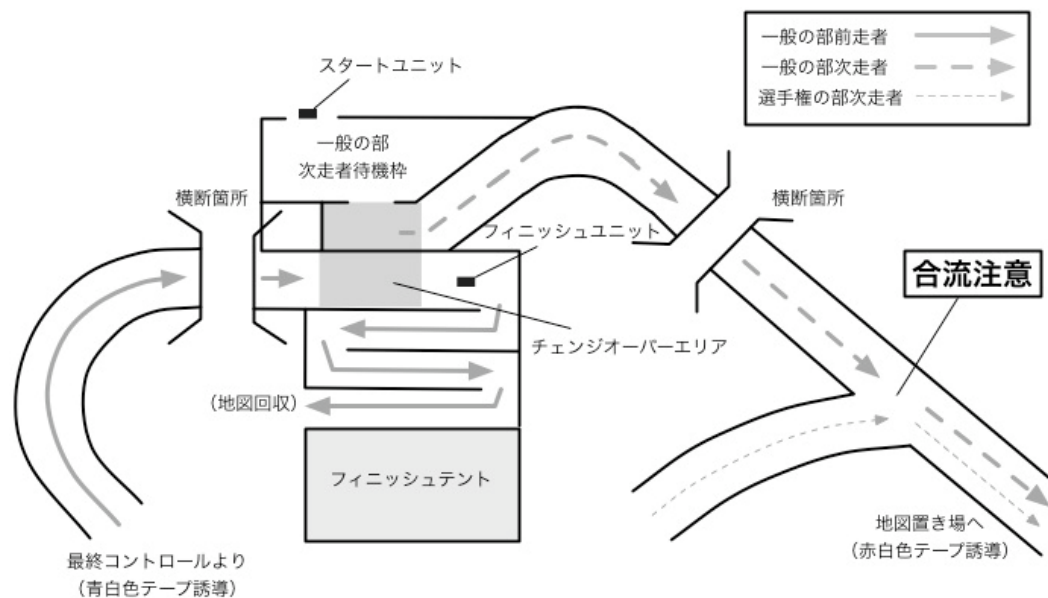 一般の部前走者
一般の部次走者
選手権の部次走者
スタートユニット
一般の部
次走者待機枠
横断箇所
横断箇所
フィニッシュユニット
合流注意
チェンジオーバーエリア
（地図回収）
フィニッシュテント
地図置き場へ
（赤白色テープ誘導）
最終コントロールより
（青白色テープ誘導）